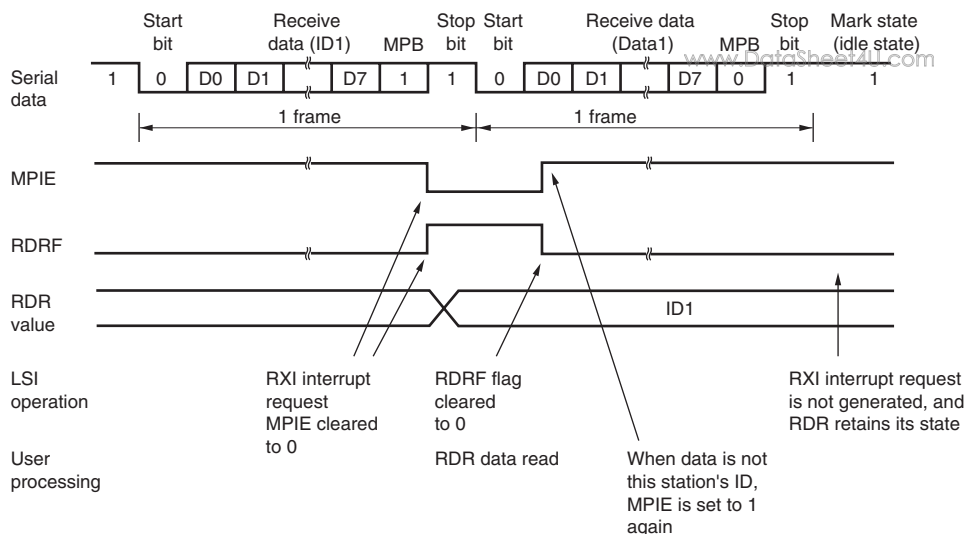 Start bit
Receive data (ID1)
MPB
Stop bit
Start bit
Receive data (Data1)
MPB
Stop bit
Mark state (idle state)
www.DataSheet4U.com
Serial data
1 0 D0 D1 D7 1 1 0 D0 D1 D7 0 1 1
1 frame
1 frame
MPIE
RDRF
RDR value
ID1
LSI operation
RXI interrupt request
MPIE cleared to 0
RDRF flag cleared to 0
RXI interrupt request is not generated, and RDR retains its state
User processing
RDR data read
When data is not this station's ID, MPIE is set to 1 again